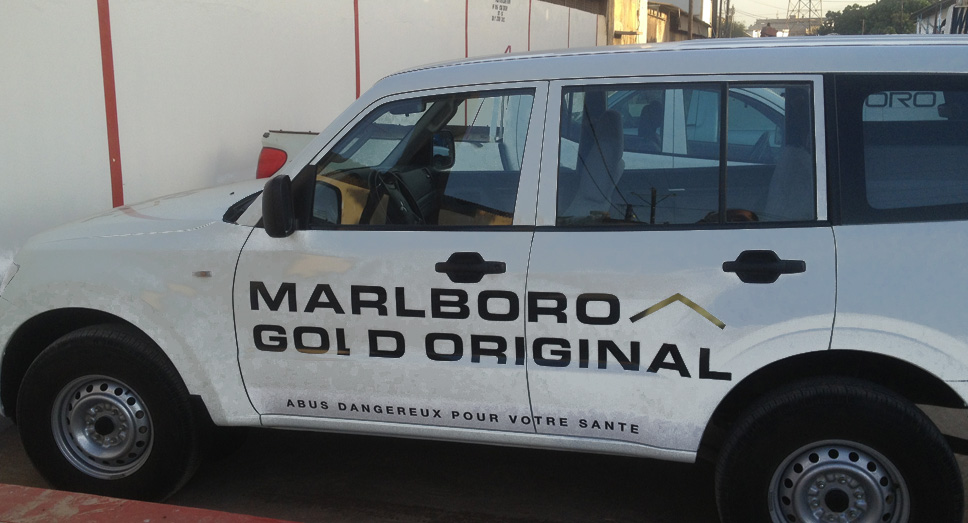 MARLBORO
GOLD ORIGINAL
ABUS DANGEREUX POUR VOTRE SANTE